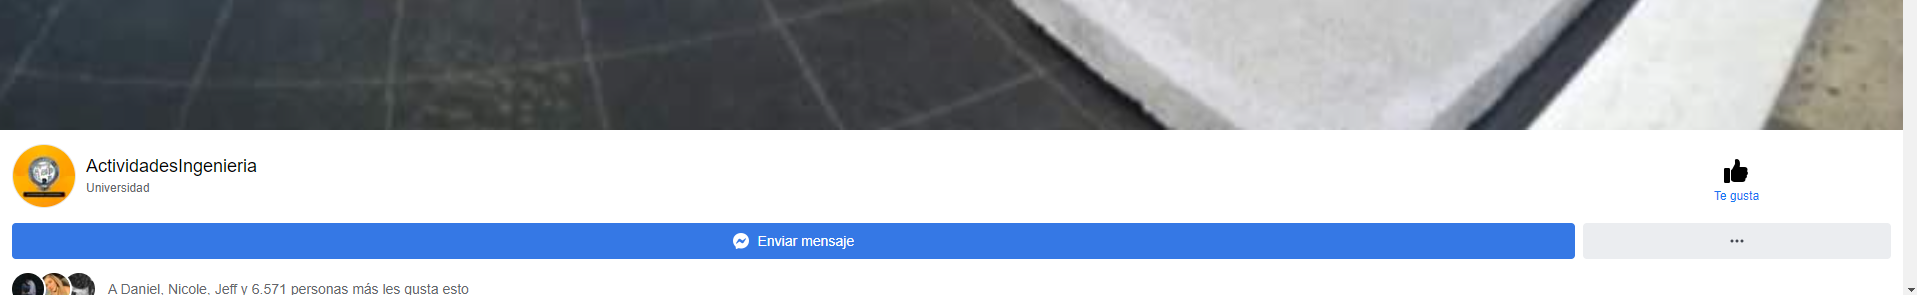 ActividadesIngenieria
Universidad
Te gusta
Enviar mensaje
...
A Daniel, Nicole, Jeff y 6.571 personas más les gusta esto